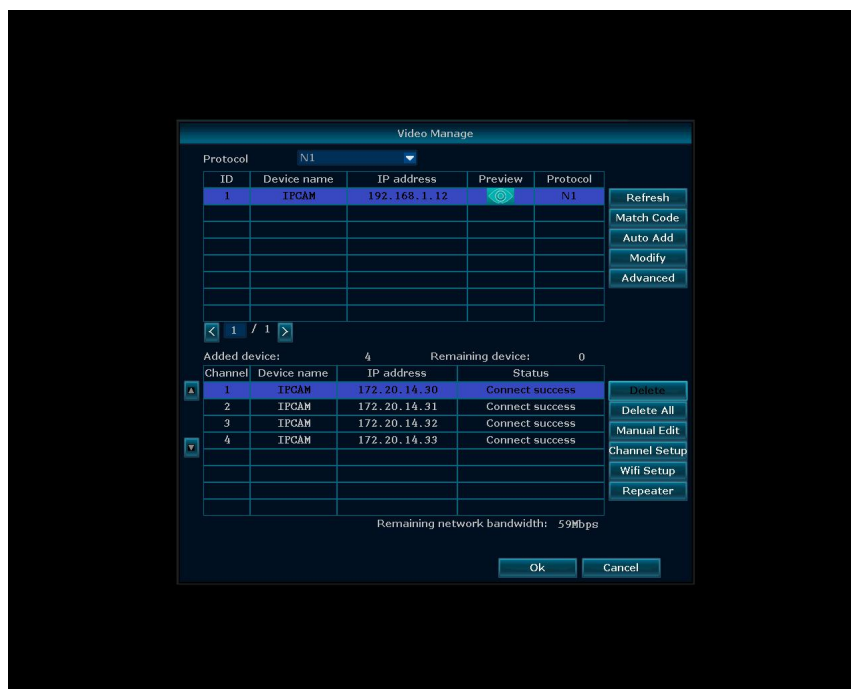 Video Manage
Protocol N1
ID Device name IP address Preview Protocol
1 IPCAM 192.168.1.12 N1
Refresh
Match Code
Auto Add
Modify
Advanced
< 1 / 1 >
Added device: 4 Remaining device: 0
Channel Device name IP address Status
1 IPCAM 172.20.14.30 Connect success Delete
2 IPCAM 172.20.14.31 Connect success Delete All
3 IPCAM 172.20.14.32 Connect success Manual Edit
4 IPCAM 172.20.14.33 Connect success Channel Setup
Wifi Setup
Repeater
Remaining network bandwidth: 59Mbps
Ok Cancel